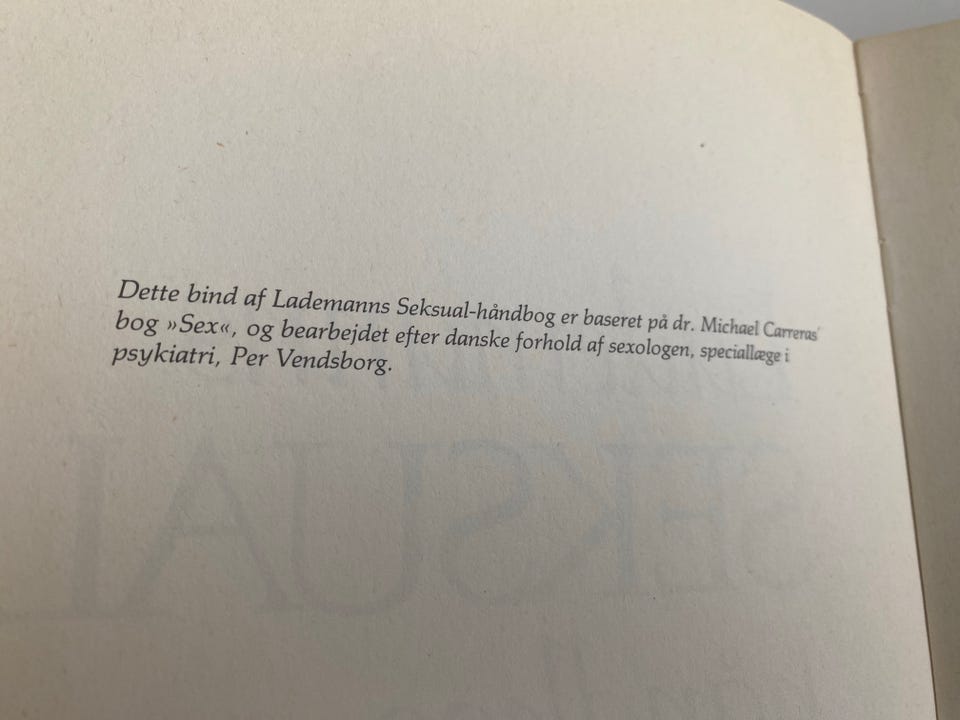 Dette bind af Lademanns Seksual-håndbog er baseret på dr. Michael Carreras'
bog »Sex«, og bearbejdet efter danske forhold af sexologen, speciallæge i
psykiatri, Per Vendsborg.
SEKSUAL